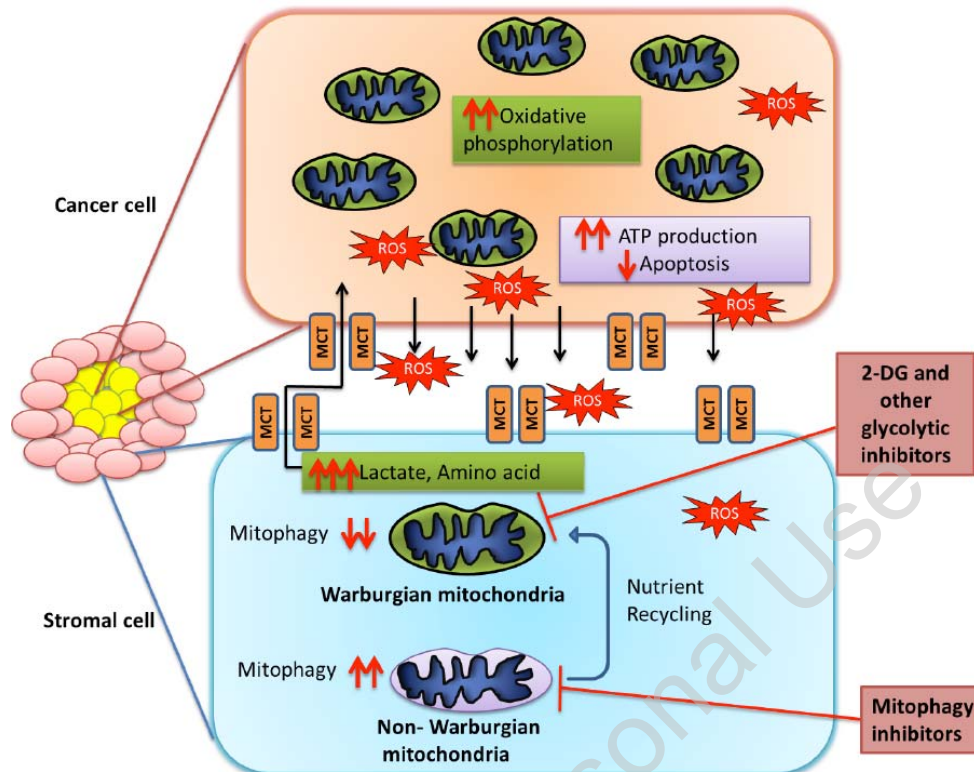 ROS
Oxidative
phosphorylation
Cancer cell
ROS
ATP production
Apoptosis
ROS
ROS
MCT
MCT
MCT
MCT
ROS
2-DG and
other
glycolytic
inhibitors
MCT
MCT
MCT
MCT
ROS
MCT
MCT
Lactate, Amino acid
ROS
Mitophagy
Warburgian mitochondria
Nutrient
Recycling
Stromal cell
Mitophagy
Non- Warburgian
mitochondria
Mitophagy
inhibitors
sonal Use